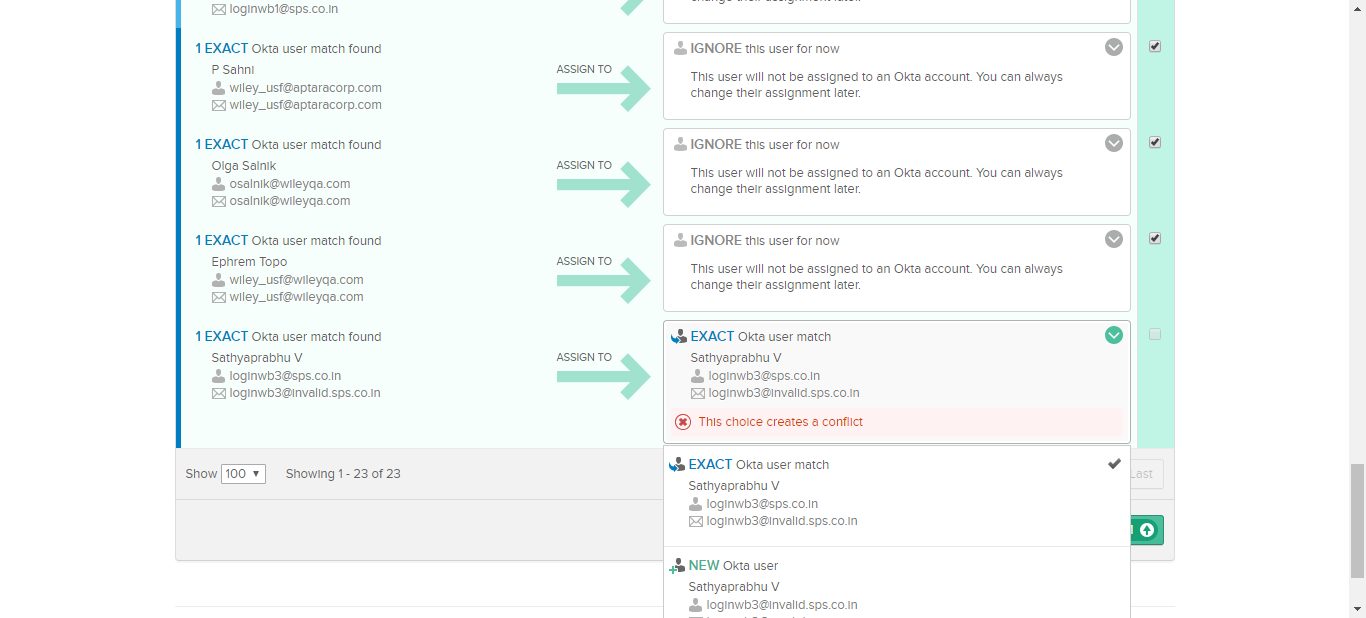 loginwb1@sps.co.in
change their assignment later.
1 EXACT Okta user match found
P Sahni
wiley_usf@aptaracorp.com
wiley_usf@aptaracorp.com
ASSIGN TO
IGNORE this user for now
This user will not be assigned to an Okta account. You can always
change their assignment later.
1 EXACT Okta user match found
Olga Salnik
osalnik@wileyqa.com
osalnik@wileyqa.com
ASSIGN TO
IGNORE this user for now
This user will not be assigned to an Okta account. You can always
change their assignment later.
1 EXACT Okta user match found
Ephrem Topo
wiley_usf@wileyqa.com
wiley_usf@wileyqa.com
ASSIGN TO
IGNORE this user for now
This user will not be assigned to an Okta account. You can always
change their assignment later.
1 EXACT Okta user match found
Sathyaprabhu V
loginwb3@sps.co.in
loginwb3@invalid.sps.co.in
ASSIGN TO
EXACT Okta user match
Sathyaprabhu V
loginwb3@sps.co.in
loginwb3@invalid.sps.co.in
This choice creates a conflict
EXACT Okta user match
Sathyaprabhu V
loginwb3@sps.co.in
loginwb3@invalid.sps.co.in
NEW Okta user
Sathyaprabhu V
loginwb3@invalid.sps.co.in
Show 100 Showing 1 - 23 of 23
Last